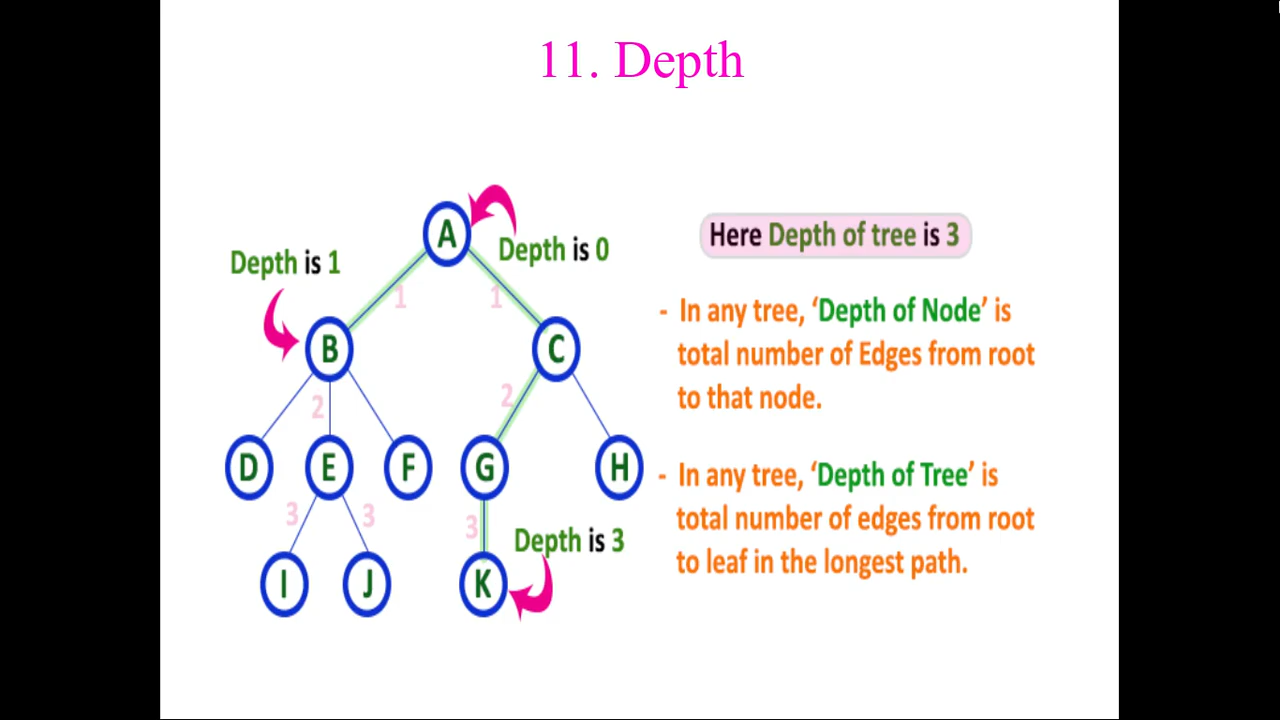 11. Depth
A
Depth is 0
Here Depth of tree is 3
Depth is 1
1
1
- In any tree, ‘Depth of Node’ is
total number of Edges from root
to that node.
B
C
2
2
D
E
F
G
H
- In any tree, ‘Depth of Tree’ is
total number of edges from root
to leaf in the longest path.
3
3
3
Depth is 3
I
J
K